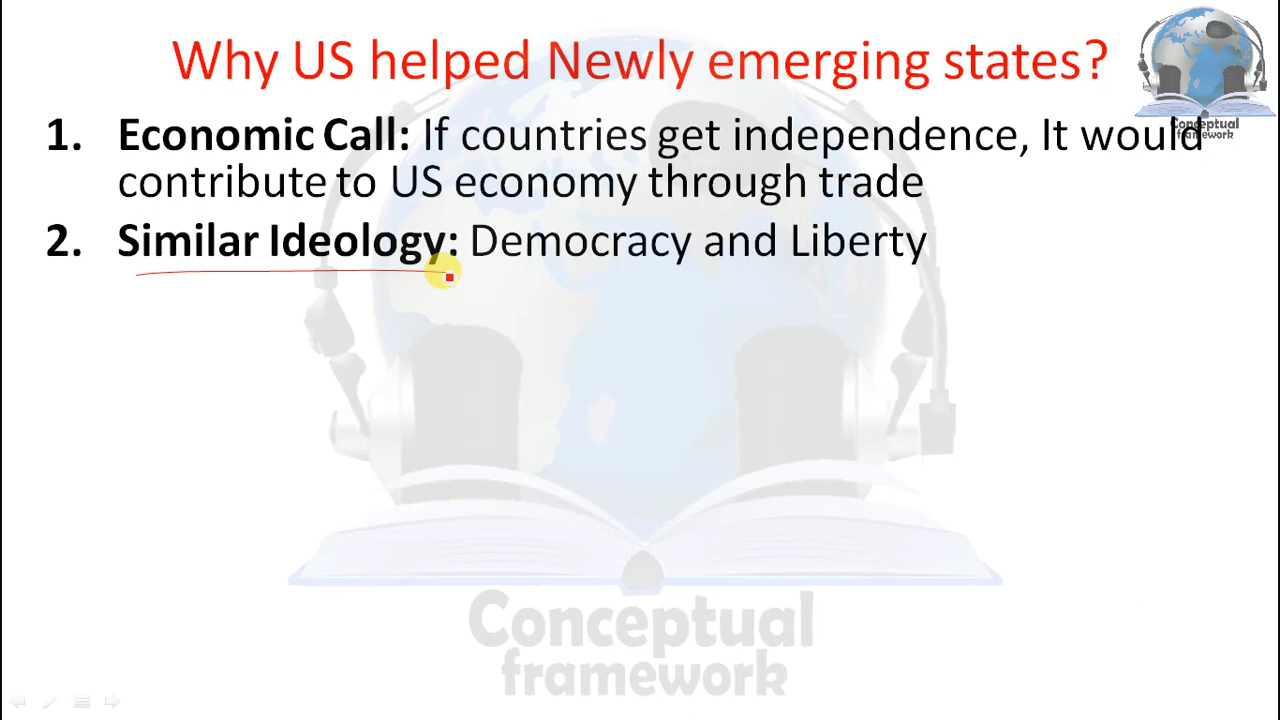 Why US helped Newly emerging states?
1. Economic Call: If countries get independence, It would
contribute to US economy through trade
2. Similar Ideology: Democracy and Liberty
Conceptual
framework
Conceptual
framework